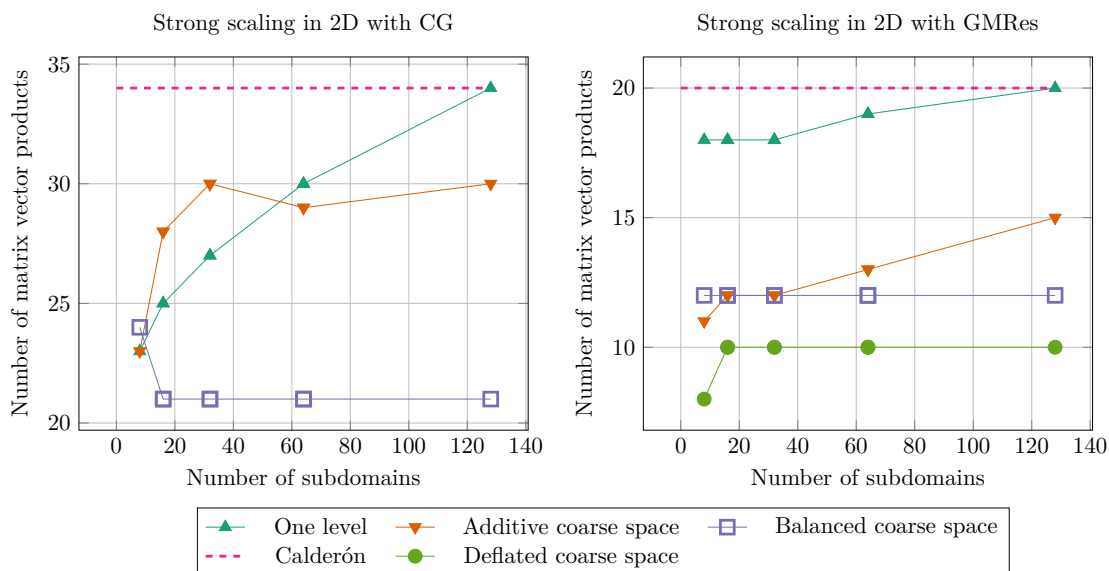 Strong scaling in 2D with CG
Number of matrix vector products
35
30
25
20
0 20 40 60 80 100 120 140
Number of subdomains
Strong scaling in 2D with GMRes
Number of matrix vector products
20
15
10
0 20 40 60 80 100 120 140
Number of subdomains
One level Additive coarse space Balanced coarse space
Calderón Deflated coarse space